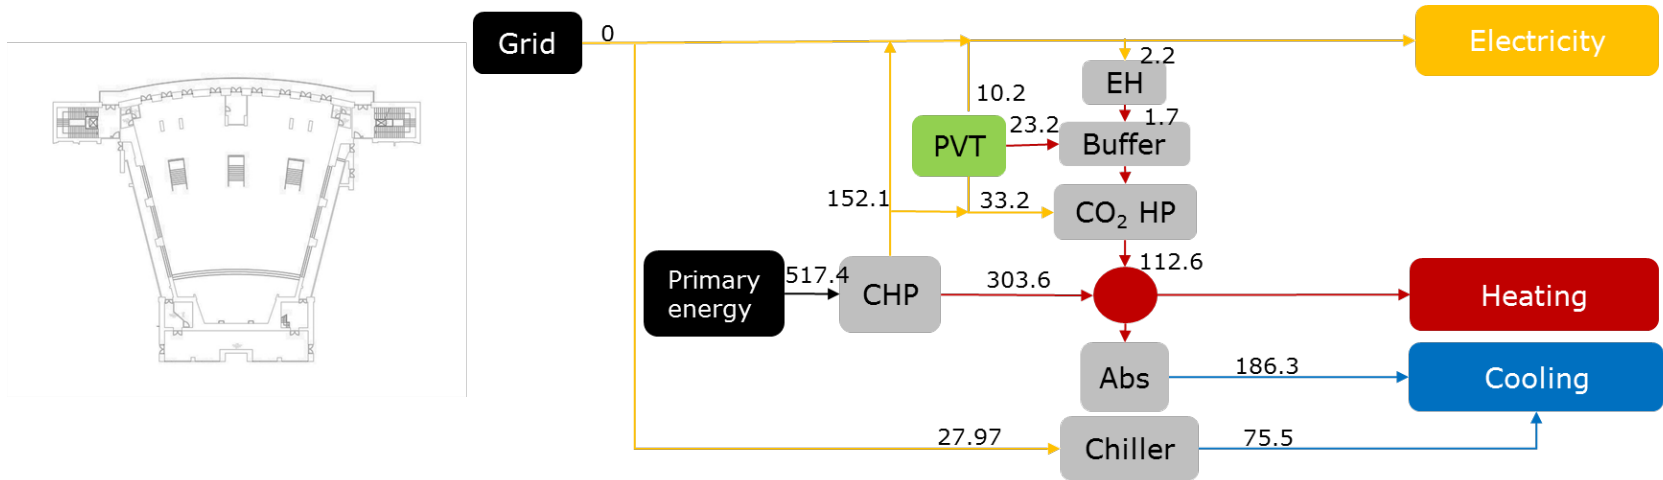 Grid
0
Electricity
2.2
EH
10.2
1.7
23.2
PVT
Buffer
152.1
33.2
CO₂ HP
Primary
energy
517.4
CHP
303.6
112.6
Heating
Abs
186.3
Cooling
27.97
Chiller
75.5